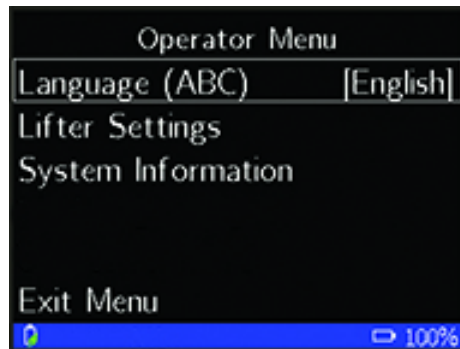 Operator Menu
Language (ABC) [English]
Lifter Settings
System Information
Exit Menu
100%